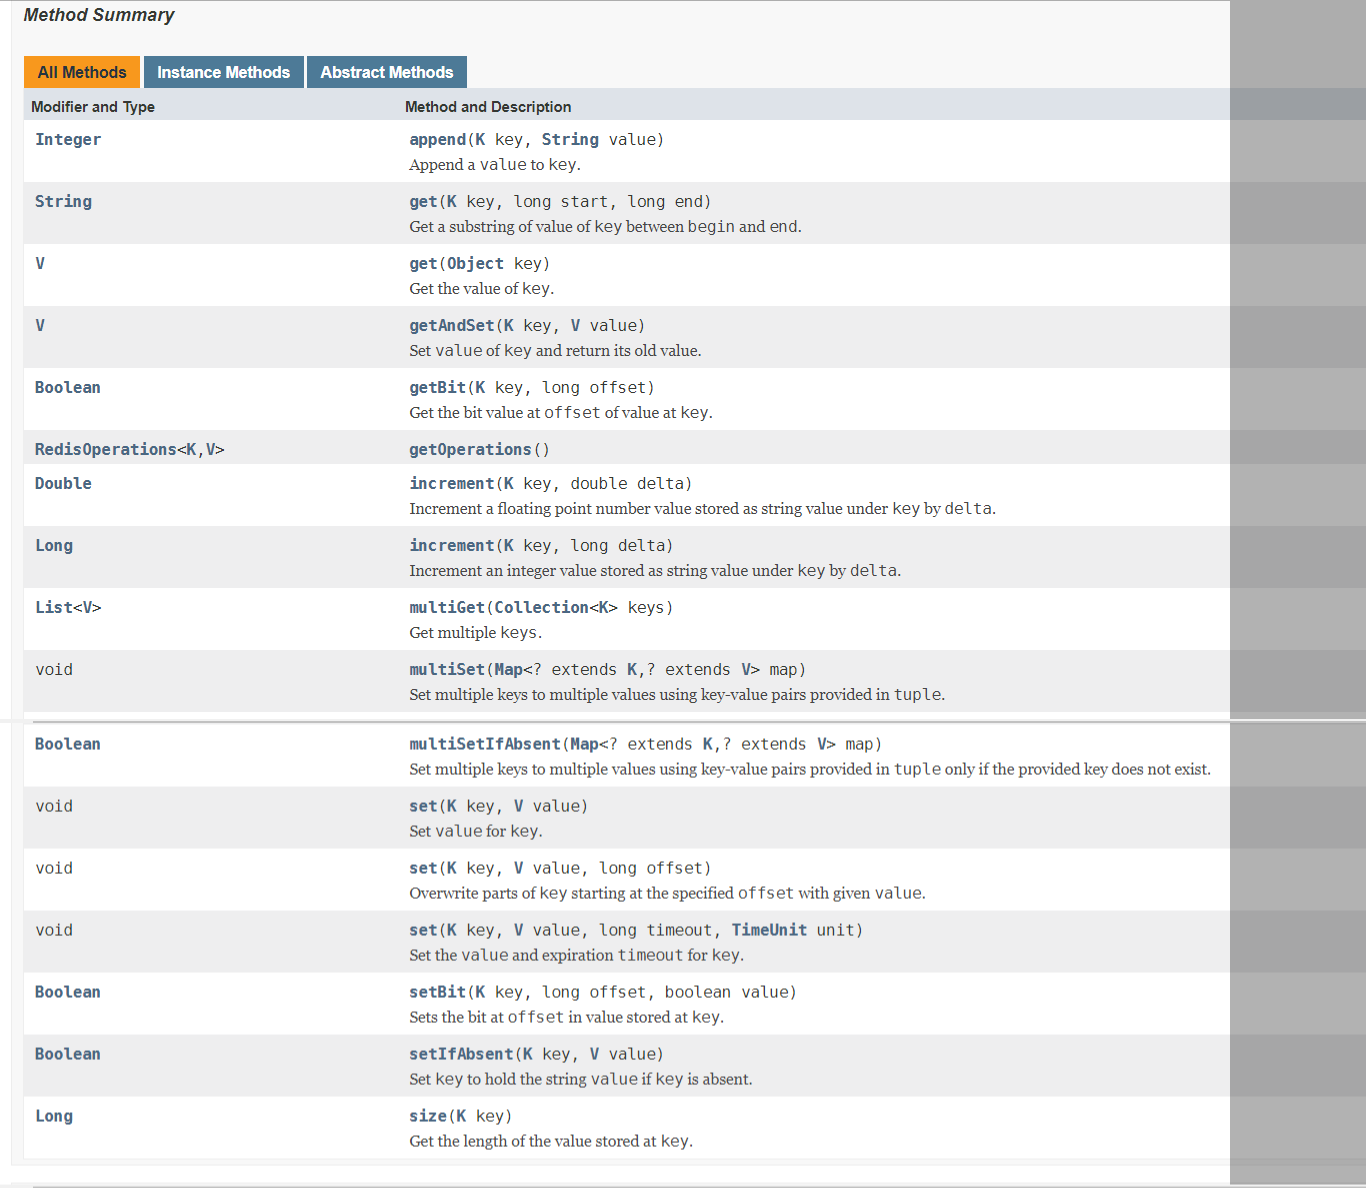 Method Summary
All Methods Instance Methods Abstract Methods
Modifier and Type Method and Description
Integer append(K key, String value)
Append a value to key.
String get(K key, long start, long end)
Get a substring of value of key between begin and end.
V get(Object key)
Get the value of key.
V getAndSet(K key, V value)
Set value of key and return its old value.
Boolean getBit(K key, long offset)
Get the bit value at offset of value at key.
RedisOperations<K,V> getOperations()
Double increment(K key, double delta)
Increment a floating point number value stored as string value under key by delta.
Long increment(K key, long delta)
Increment an integer value stored as string value under key by delta.
List<V> multiGet(Collection<K> keys)
Get multiple keys.
void multiSet(Map<? extends K,? extends V> map)
Set multiple keys to multiple values using key-value pairs provided in tuple.
Boolean multiSetIfAbsent(Map<? extends K,? extends V> map)
Set multiple keys to multiple values using key-value pairs provided in tuple only if the provided key does not exist.
void set(K key, V value)
Set value for key.
void set(K key, V value, long offset)
Overwrite parts of key starting at the specified offset with given value.
void set(K key, V value, long timeout, TimeUnit unit)
Set the value and expiration timeout for key.
Boolean setBit(K key, long offset, boolean value)
Sets the bit at offset in value stored at key.
Boolean setIfAbsent(K key, V value)
Set key to hold the string value if key is absent.
Long size(K key)
Get the length of the value stored at key.